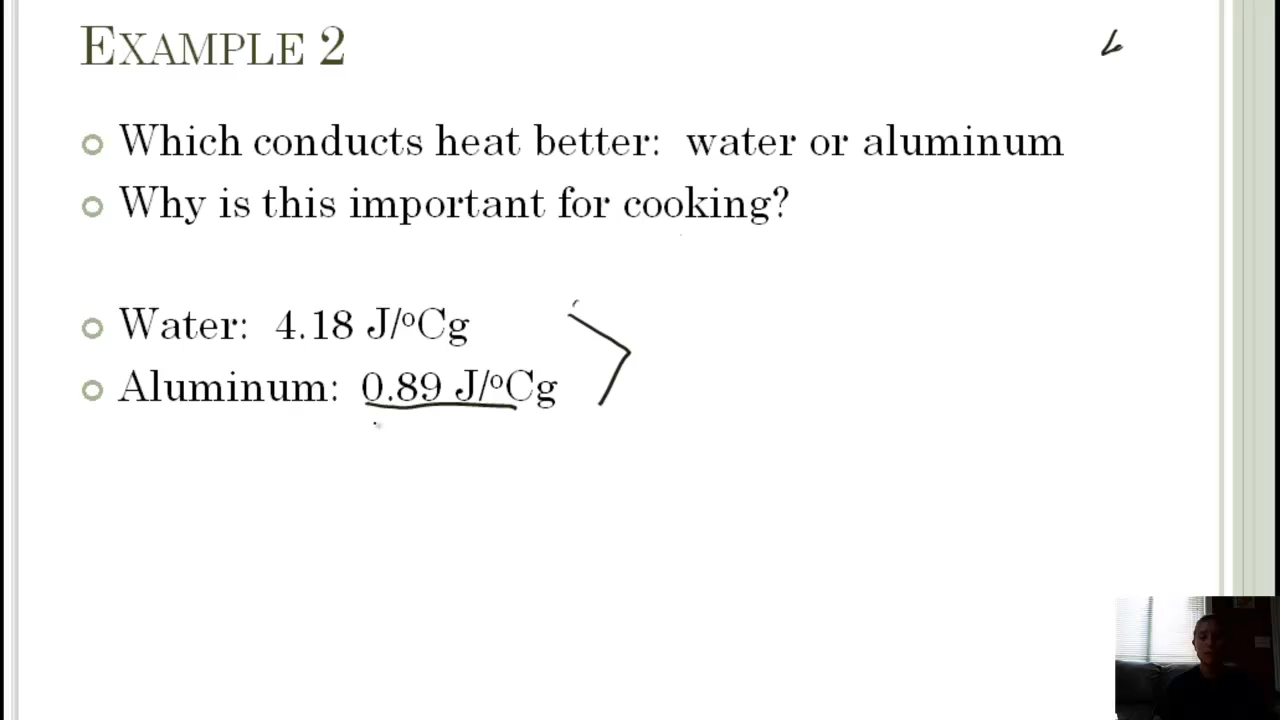 EXAMPLE 2
Which conducts heat better: water or aluminum
Why is this important for cooking?
Water: 4.18 J/ºCg
Aluminum: 0.89 J/ºCg